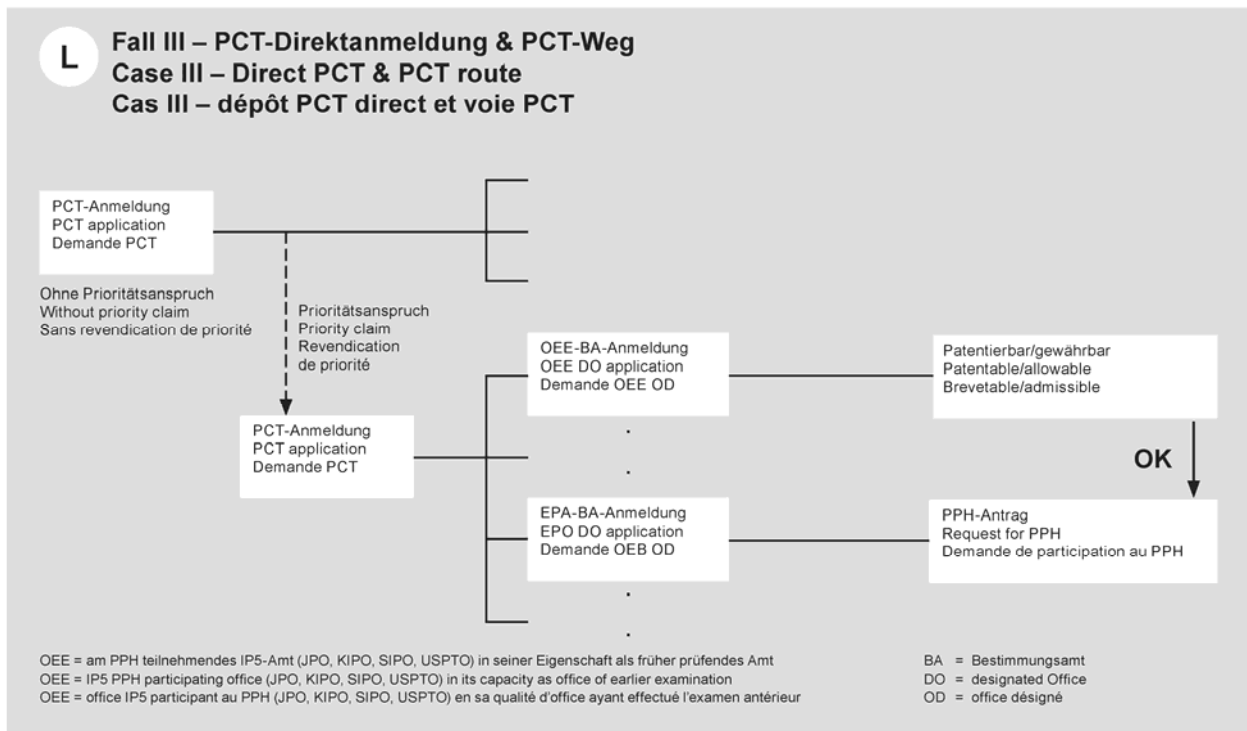 L
Fall III – PCT-Direktanmeldung & PCT-Weg
Case III – Direct PCT & PCT route
Cas III – dépôt PCT direct et voie PCT
PCT-Anmeldung
PCT application
Demande PCT
Ohne Prioritätsanspruch
Without priority claim
Sans revendication de priorité
Prioritätsanspruch
Priority claim
Revendication
de priorité
OEE-BA-Anmeldung
OEE DO application
Demande OEE OD
Patentierbar/gewährbar
Patentable/allowable
Brevetable/admissible
PCT-Anmeldung
PCT application
Demande PCT
OK
EPA-BA-Anmeldung
EPO DO application
Demande OEB OD
PPH-Antrag
Request for PPH
Demande de participation au PPH
OEE = am PPH teilnehmendes IP5-Amt (JPO, KIPO, SIPO, USPTO) in seiner Eigenschaft als früher prüfendes Amt
OEE = IP5 PPH participating office (JPO, KIPO, SIPO, USPTO) in its capacity as office of earlier examination
OEE = office IP5 participant au PPH (JPO, KIPO, SIPO, USPTO) en sa qualité d'office ayant effectué l'examen antérieur
BA = Bestimmungsamt
DO = designated Office
OD = office désigné